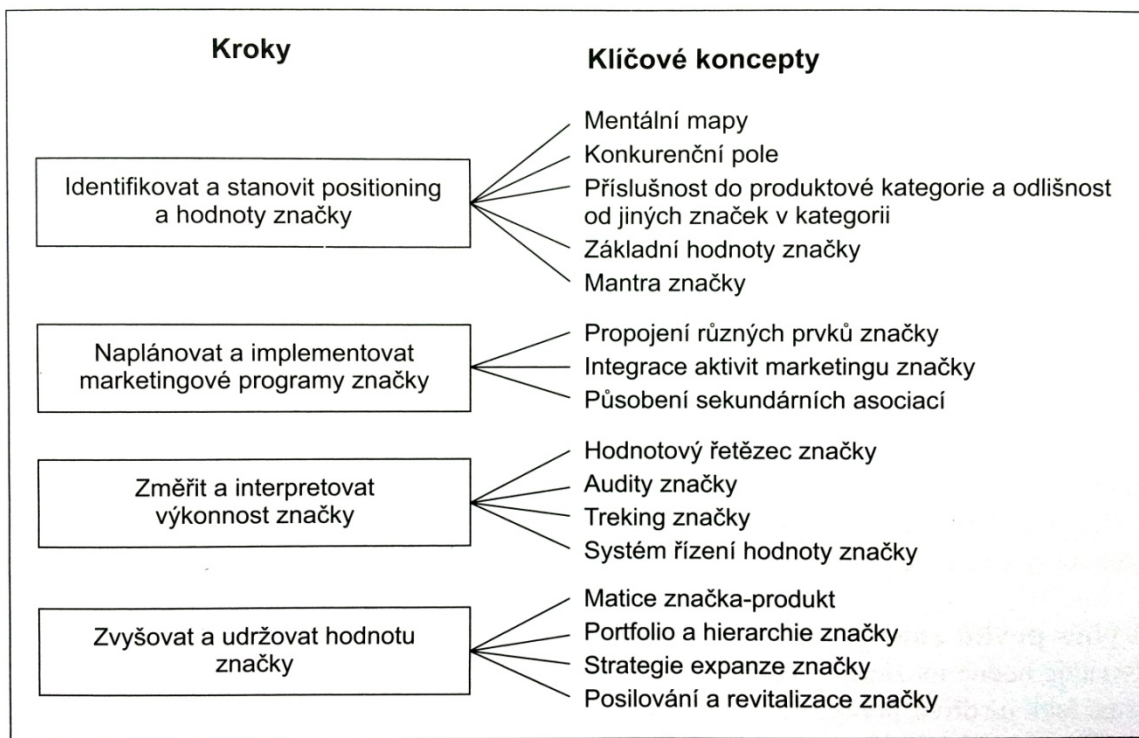 Kroky
Klíčové koncepty
Identifikovat a stanovit positioning
a hodnoty značky
Mentální mapy
Konkurenční pole
Příslušnost do produktové kategorie a odlišnost
od jiných značek v kategorii
Základní hodnoty značky
Mantra značky
Naplánovat a implementovat
marketingové programy značky
Propojení různých prvků značky
Integrace aktivit marketingu značky
Působení sekundárních asociací
Změřit a interpretovat
výkonnost značky
Hodnotový řetězec značky
Audity značky
Treking značky
Systém řízení hodnoty značky
Zvyšovat a udržovat hodnotu
značky
Matice značka-produkt
Portfolio a hierarchie značky
Strategie expanze značky
Posilování a revitalizace značky